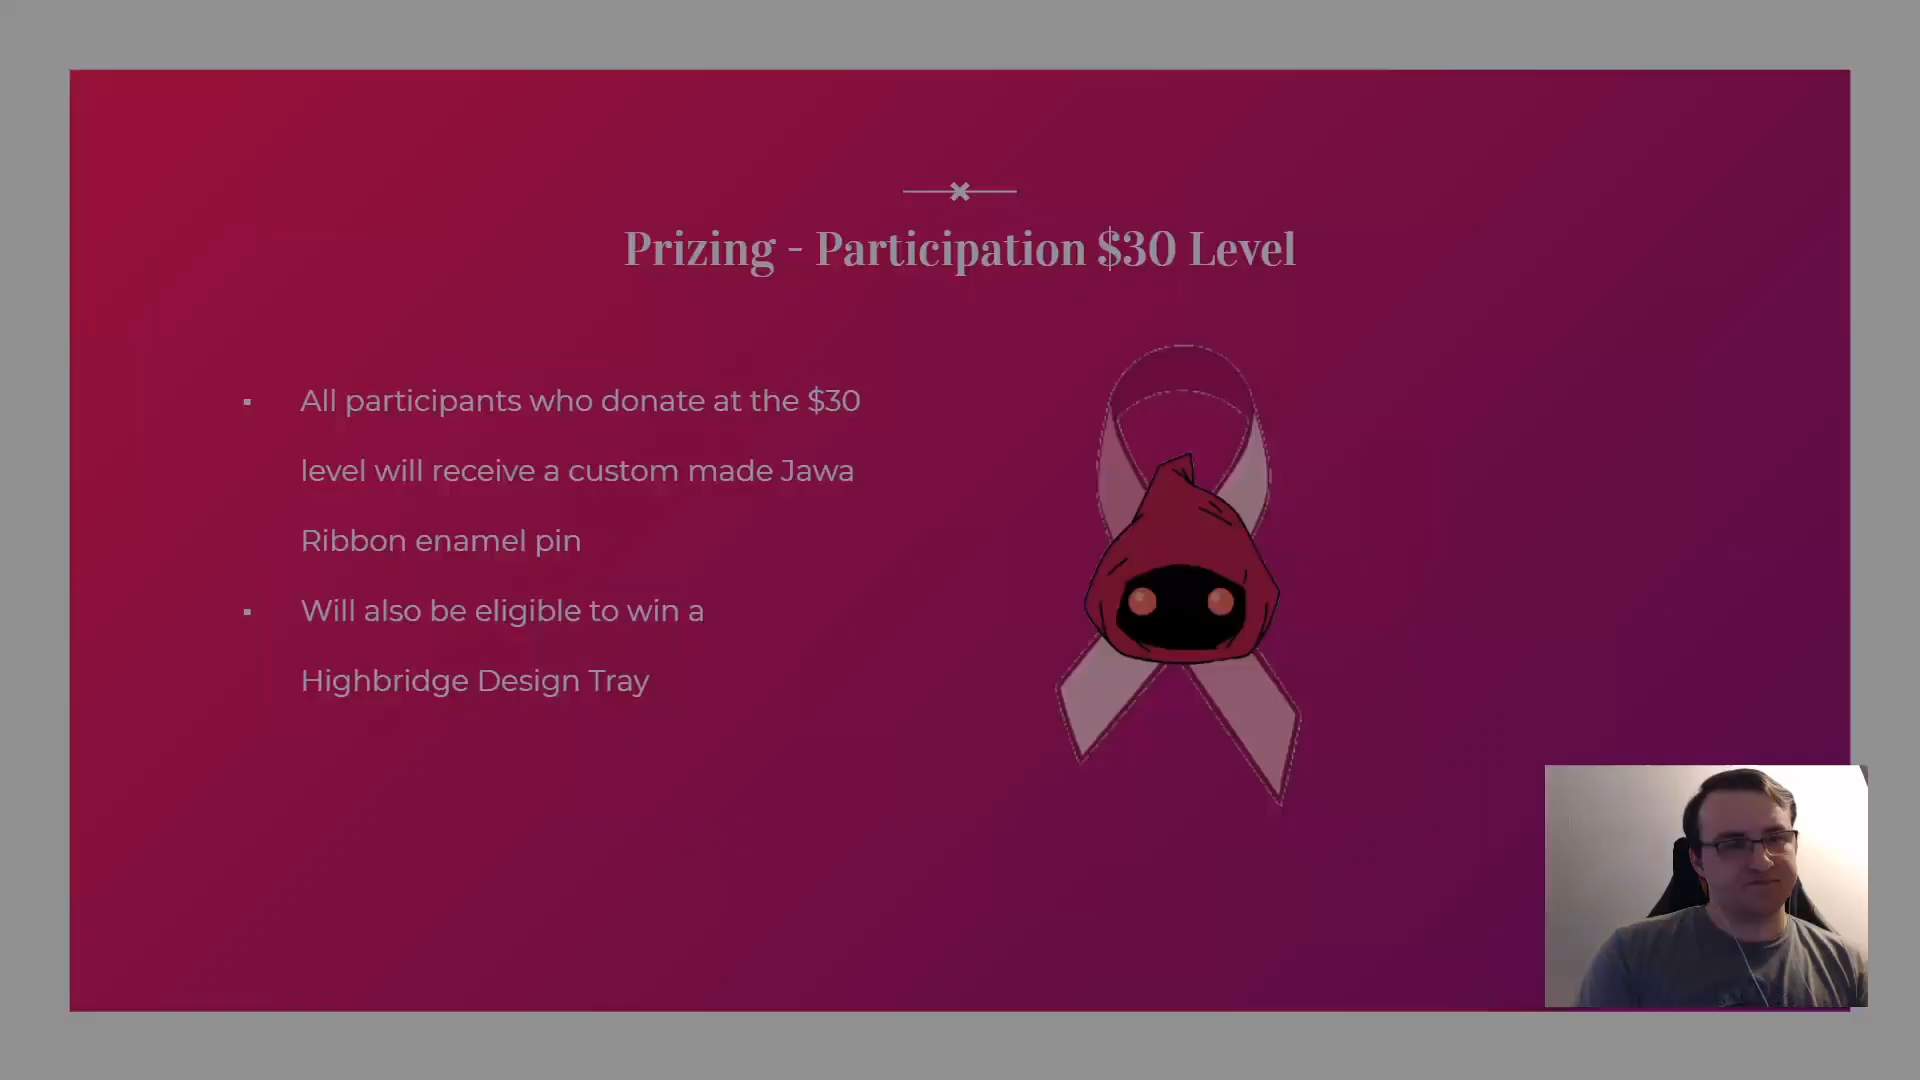 Prizing - Participation $30 Level
▪ All participants who donate at the $30
level will receive a custom made Jawa
Ribbon enamel pin
▪ Will also be eligible to win a
Highbridge Design Tray